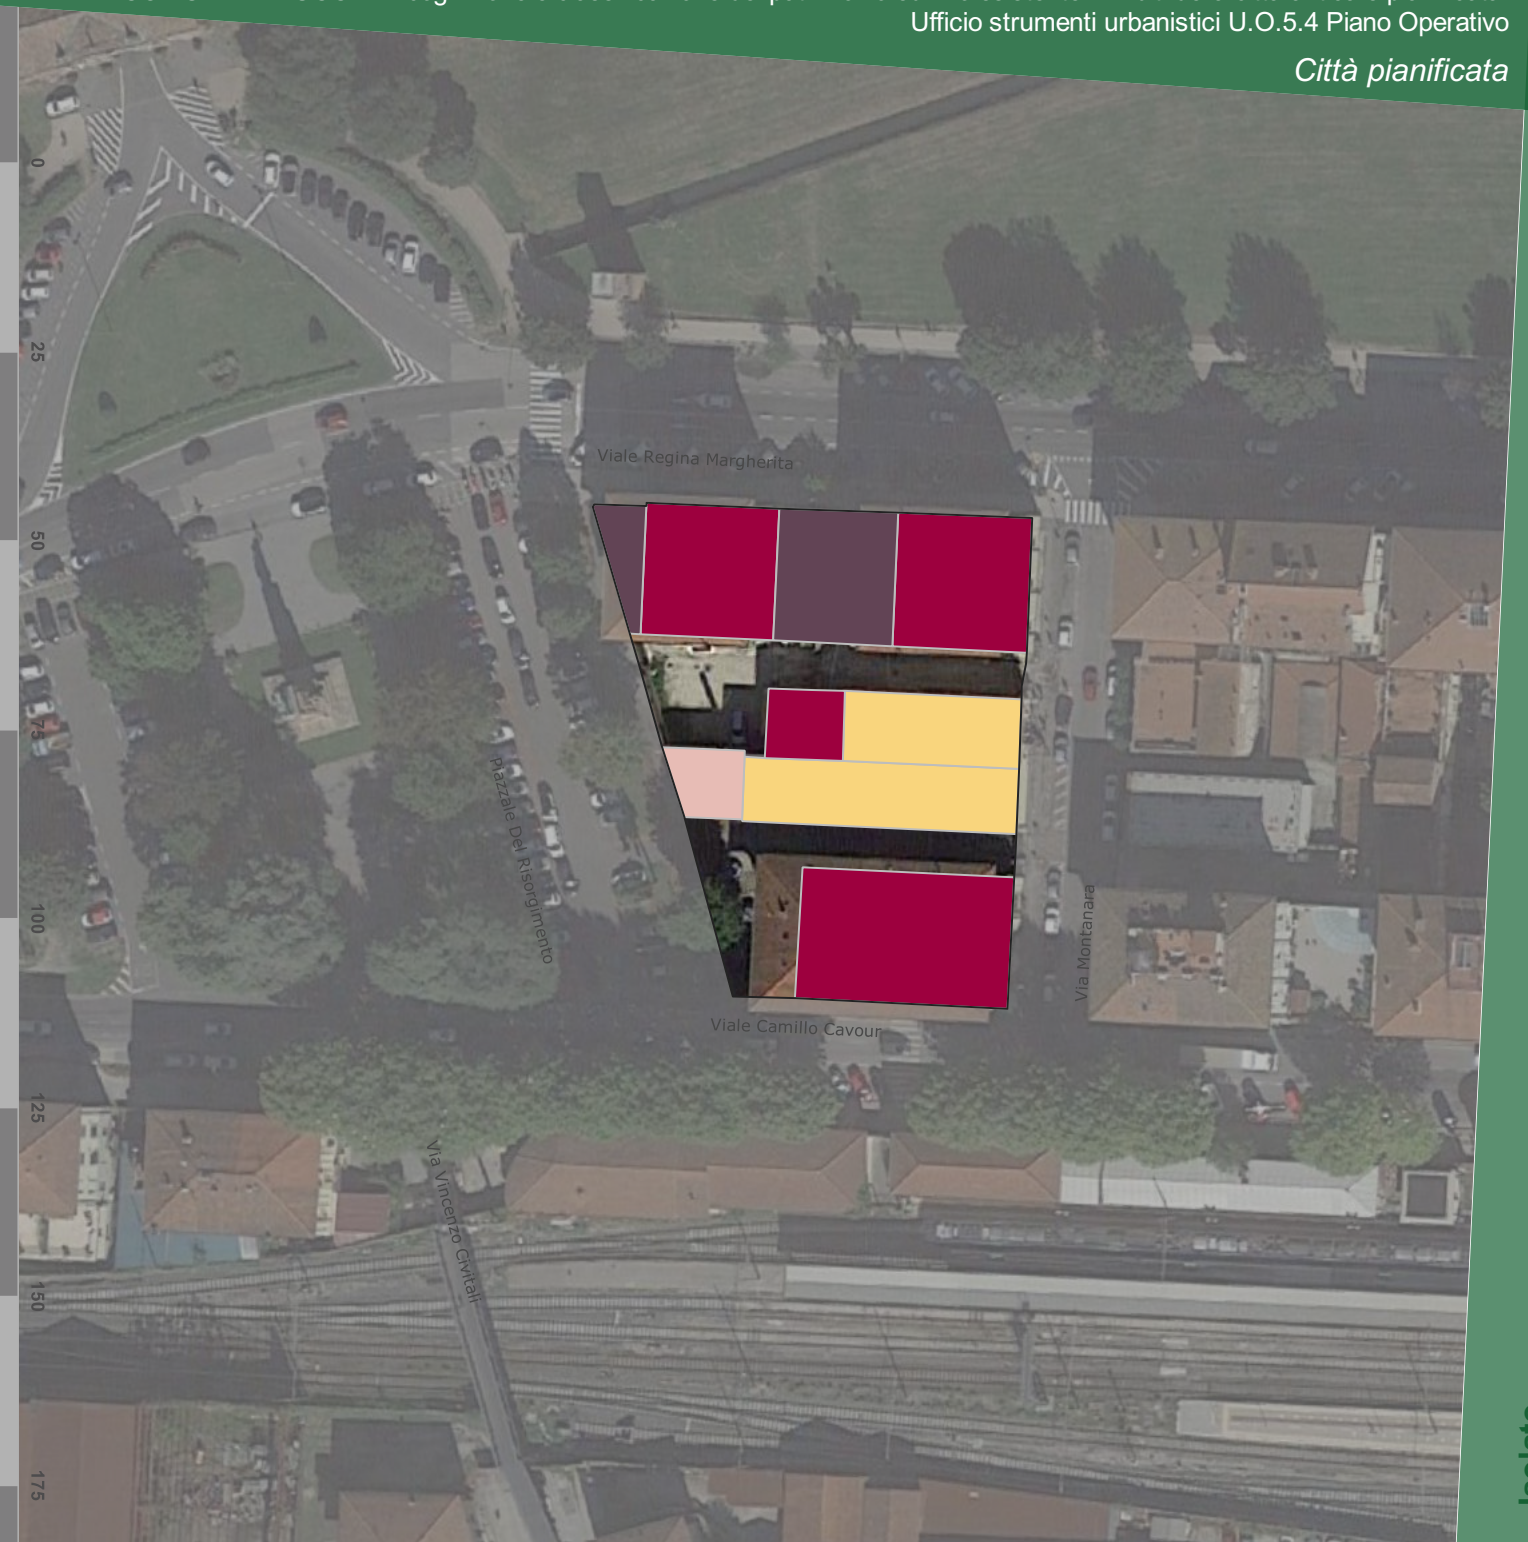 Ufficio strumenti urbanistici U.O.5.4 Piano Operativo
Città pianificata
0
25
50
75
100
125
150
175
Viale Regina Margherita
Piazzale Del Risorgimento
Via Montanara
Viale Camillo Cavour
Via Vincenzo Civitali